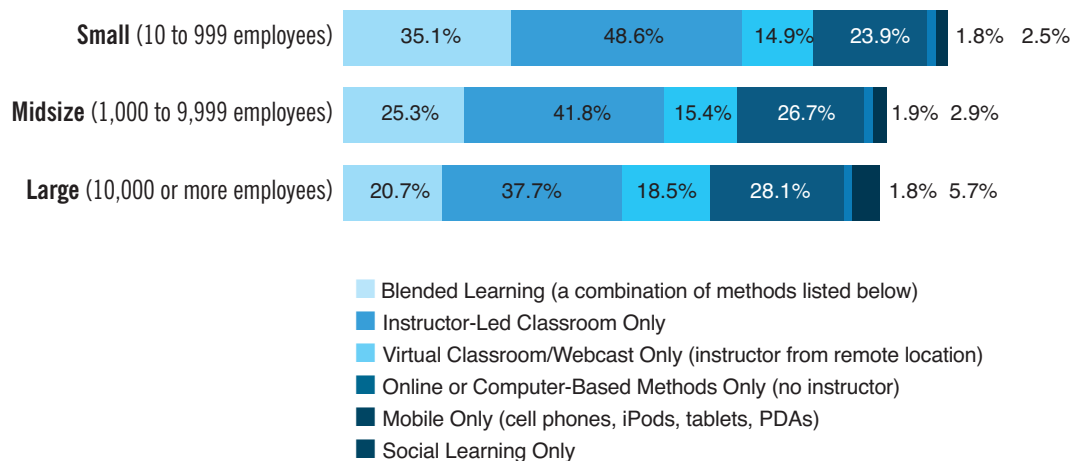 Small (10 to 999 employees) 35.1% 48.6% 14.9% 23.9% 1.8% 2.5%
Midsize (1,000 to 9,999 employees) 25.3% 41.8% 15.4% 26.7% 1.9% 2.9%
Large (10,000 or more employees) 20.7% 37.7% 18.5% 28.1% 1.8% 5.7%
Blended Learning (a combination of methods listed below)
Instructor-Led Classroom Only
Virtual Classroom/Webcast Only (instructor from remote location)
Online or Computer-Based Methods Only (no instructor)
Mobile Only (cell phones, iPods, tablets, PDAs)
Social Learning Only